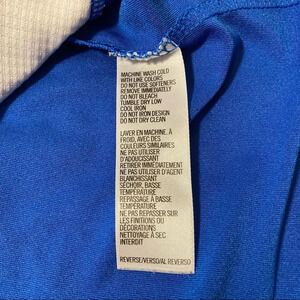 MACHINE WASH COLD
WITH LINE COLORS
DO NOT USE SOFTENERS
REMOVE IMMEDIATLLY
DO NOT BLEACH
TUMBLE DRY LOW
COOL IRON
DO NOT IRON DESIGN
DO NOT DRY CLEAN
LAVER EN MACHINE, À
FROID, AVEC DES
COULEURS SIMILAIRES
NE PAS UTILISER
D'ADOUCISSANT
RETIRER IMMÉDIATEMENT
NE PAS UTILISER D'AGENT
BLANCHISSANT
SÉCHOIR, BASSE
TEMPÉRATURE
REPASSAGE À BASSE
TEMPÉRATURE
NE PAS REPASSER SUR
LES FINITIONS OU
DÉCORATIONS
NETTOYAGE À SEC
INTERDIT
REVERSE/VERSO/AL REVERSO